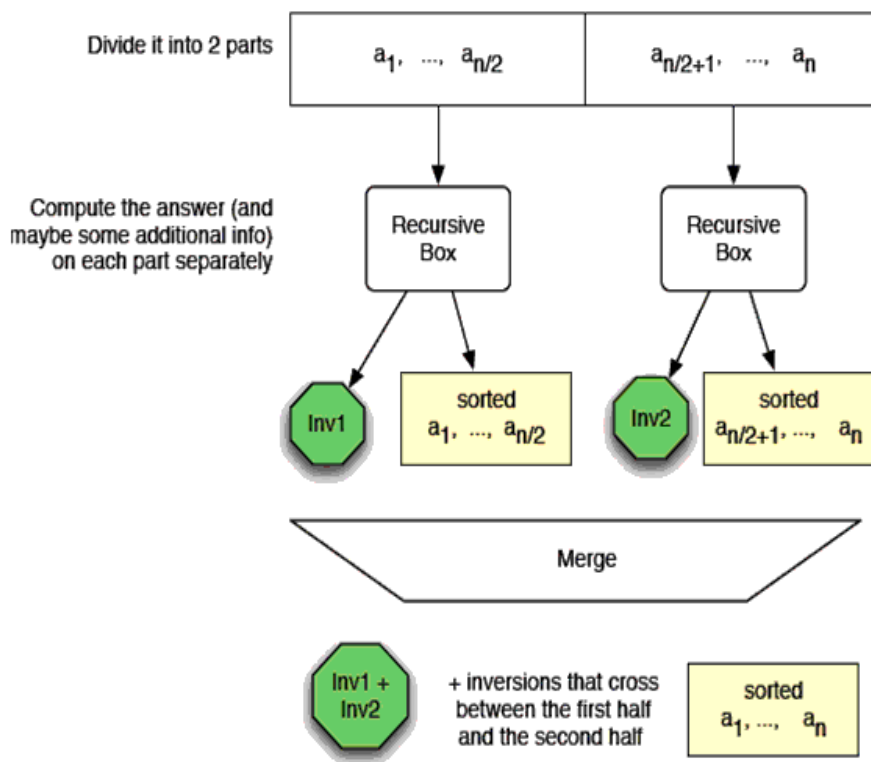 Divide it into 2 parts
a1, ..., an/2
an/2+1, ..., an
Compute the answer (and
maybe some additional info)
on each part separately
Recursive
Box
Recursive
Box
Inv1
sorted
a1, ..., an/2
Inv2
sorted
an/2+1, ..., an
Merge
Inv1 +
Inv2
+ inversions that cross
between the first half
and the second half
sorted
a1, ..., an